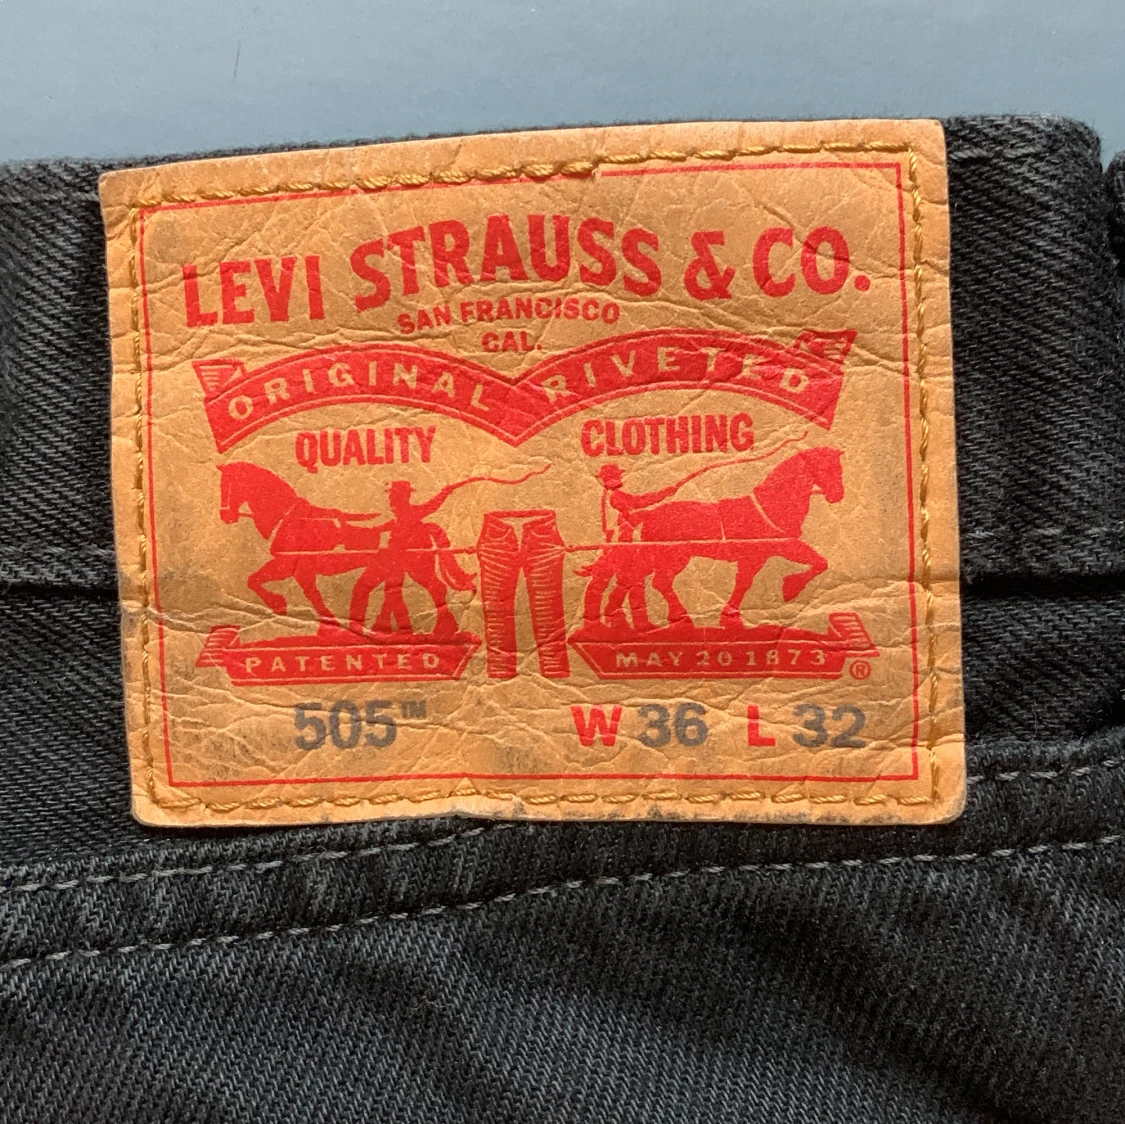 LEVI STRAUSS & CO.
SAN FRANCISCO
CAL.
ORIGINAL RIVETED
QUALITY CLOTHING
PATENTED MAY 20 1873 ®
505™ W 36 L 32